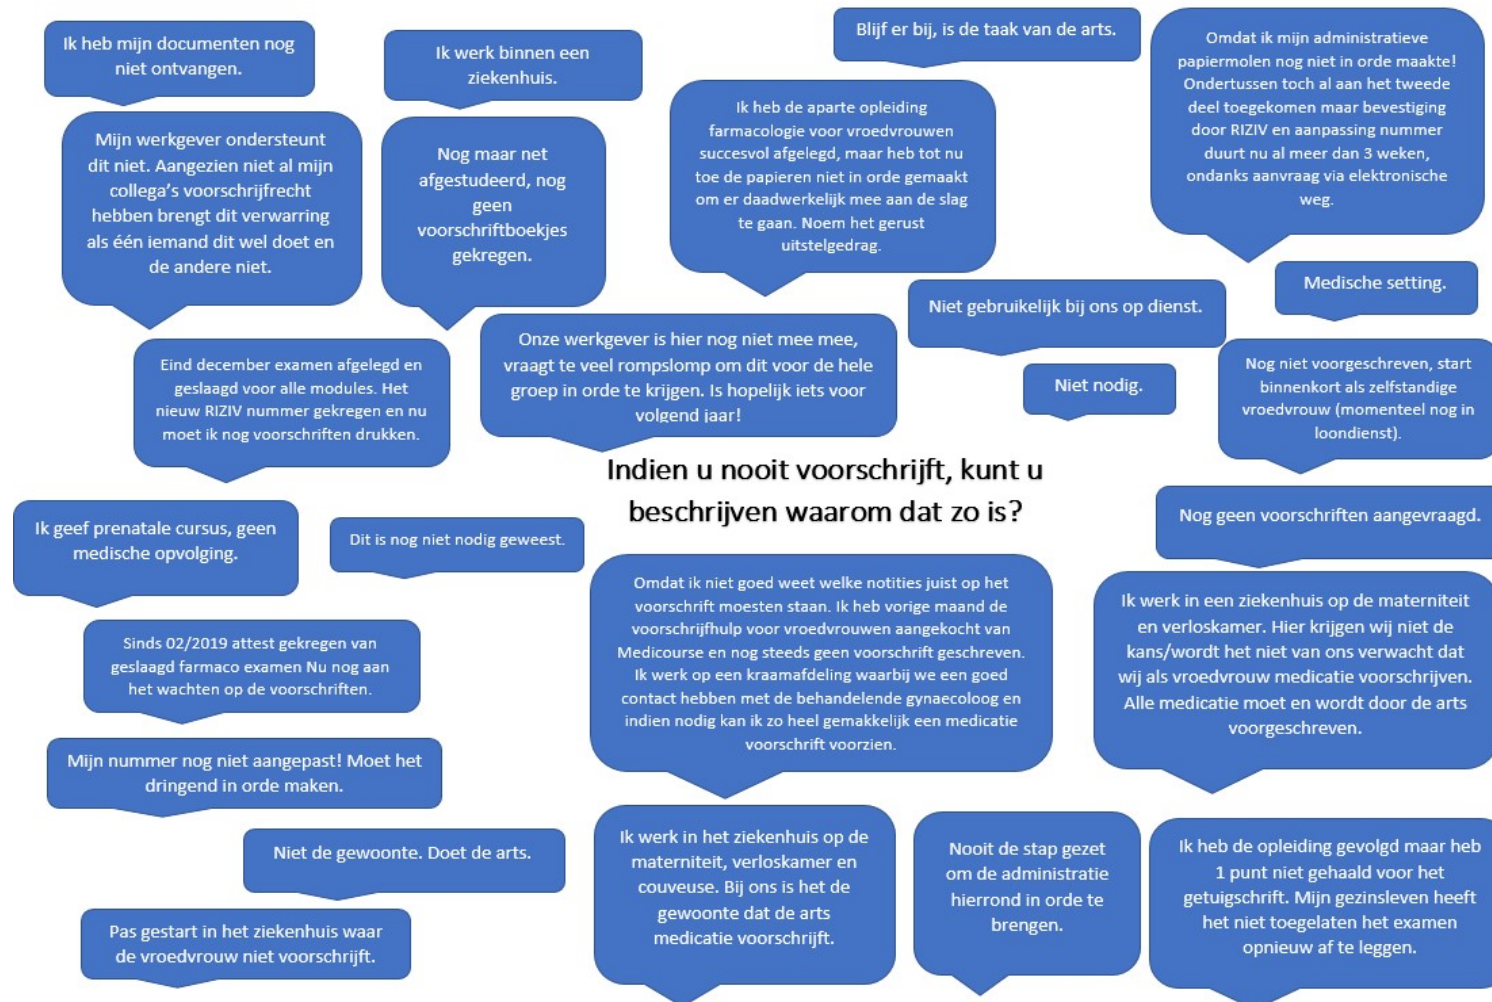 Ik heb mijn documenten nog
niet ontvangen.
Ik werk binnen een
ziekenhuis.
Blijf er bij, is de taak van de arts.
Omdat ik mijn administratieve
papiermolen nog niet in orde maakte!
Ondertussen toch al aan het tweede
deel toegekomen maar bevestiging
door RIZIV en aanpassing nummer
duurt nu al meer dan 3 weken,
ondanks aanvraag via elektronische
weg.
Mijn werkgever ondersteunt
dit niet. Aangezien niet al mijn
collega's voorschrijfrecht
hebben brengt dit verwarring
als één iemand dit wel doet en
de andere niet.
Nog maar net
afgestudeerd, nog
geen
voorschriftboekjes
gekregen.
Ik heb de aparte opleiding
farmacologie voor vroedvrouwen
succesvol afgelegd, maar heb tot nu
toe de papieren niet in orde gemaakt
om er daadwerkelijk mee aan de slag
te gaan. Noem het gerust
uitstelgedrag.
Medische setting.
Niet gebruikelijk bij ons op dienst.
Eind december examen afgelegd en
geslaagd voor alle modules. Het
nieuw RIZIV nummer gekregen en nu
moet ik nog voorschriften drukken.
Onze werkgever is hier nog niet mee mee,
vraagt te veel rompslomp om dit voor de hele
groep in orde te krijgen. Is hopelijk iets voor
volgend jaar!
Niet nodig.
Nog niet voorgeschreven, start
binnenkort als zelfstandige
vroedvrouw (momenteel nog in
loondienst).
Indien u nooit voorschrijft, kunt u
beschrijven waarom dat zo is?
Ik geef prenatale cursus, geen
medische opvolging.
Dit is nog niet nodig geweest.
Nog geen voorschriften aangevraagd.
Sinds 02/2019 attest gekregen van
geslaagd farmaco examen Nu nog aan
het wachten op de voorschriften.
Omdat ik niet goed weet welke notities juist op het
voorschrift moesten staan. Ik heb vorige maand de
voorschrijfhulp voor vroedvrouwen aangekocht van
Medicourse en nog steeds geen voorschrift geschreven.
Ik werk op een kraamafdeling waarbij we een goed
contact hebben met de behandelende gynaecoloog en
indien nodig kan ik zo heel gemakkelijk een medicatie
voorschrift voorzien.
Ik werk in een ziekenhuis op de materniteit
en verloskamer. Hier krijgen wij niet de
kans/wordt het niet van ons verwacht dat
wij als vroedvrouw medicatie voorschrijven.
Alle medicatie moet en wordt door de arts
voorgeschreven.
Mijn nummer nog niet aangepast! Moet het
dringend in orde maken.
Niet de gewoonte. Doet de arts.
Ik werk in het ziekenhuis op de
materniteit, verloskamer en
couveuse. Bij ons is het de
gewoonte dat de arts
medicatie voorschrijft.
Nooit de stap gezet
om de administratie
hierrond in orde te
brengen.
Ik heb de opleiding gevolgd maar heb
1 punt niet gehaald voor het
getuigschrift. Mijn gezinsleven heeft
het niet toegelaten het examen
opnieuw af te leggen.
Pas gestart in het ziekenhuis waar
de vroedvrouw niet voorschrijft.